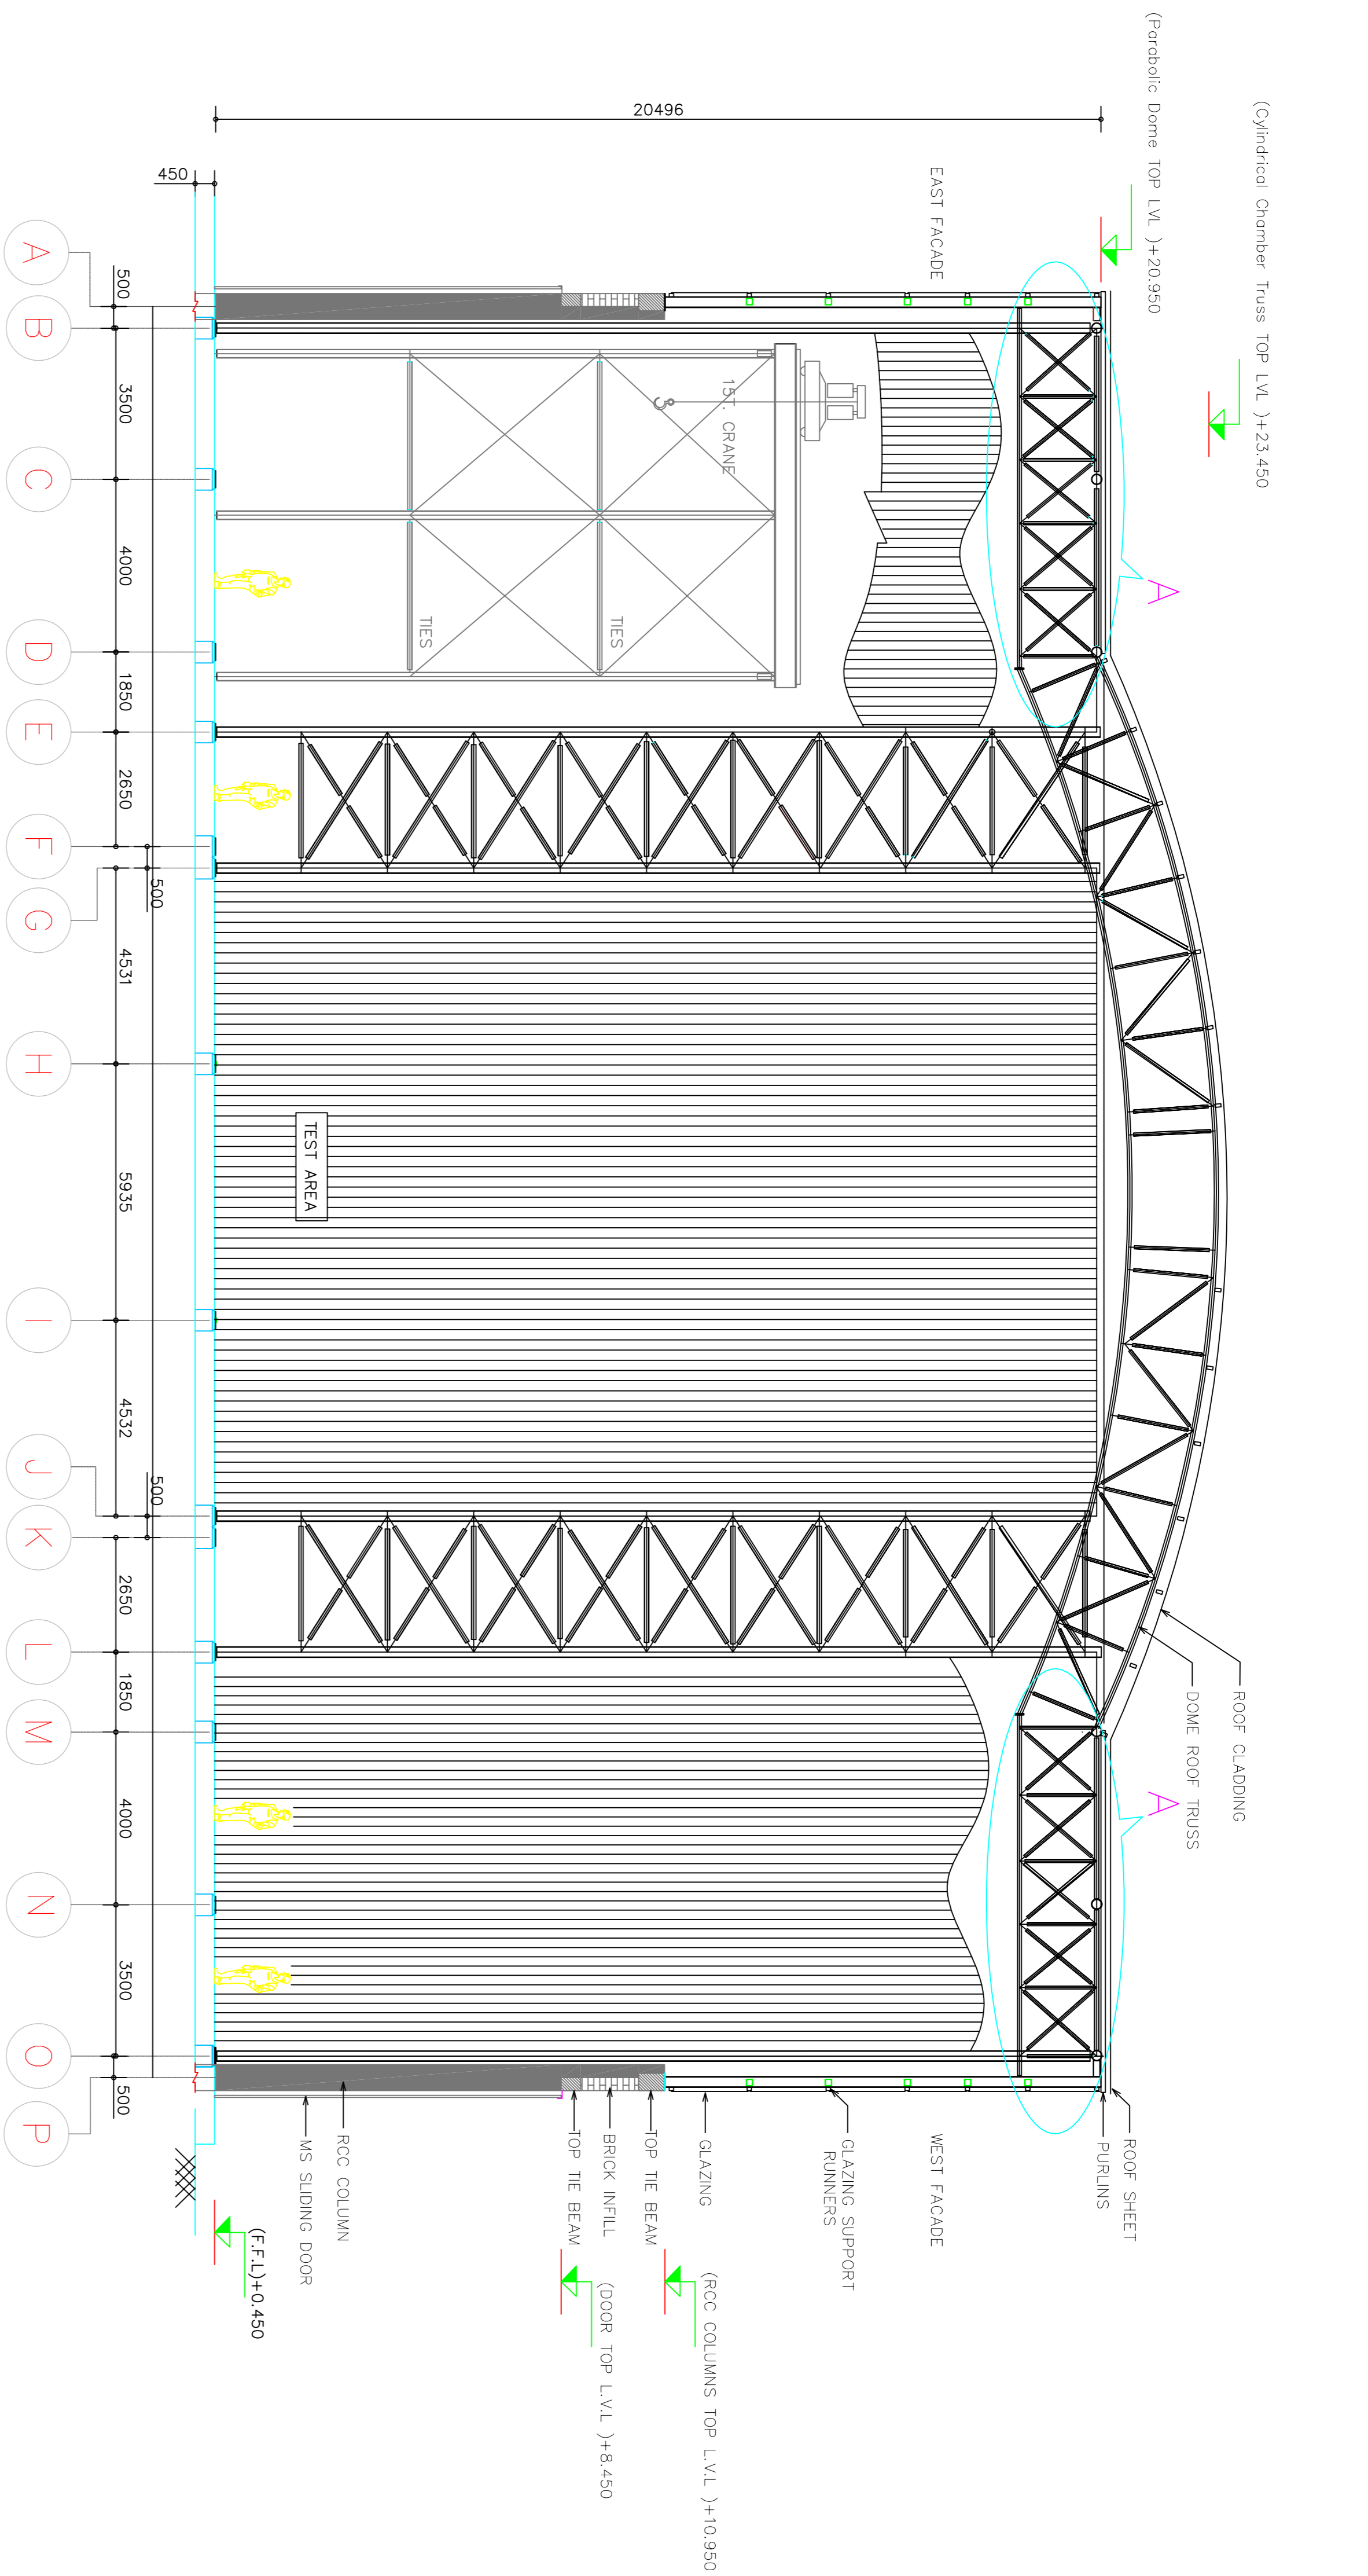 (Cylindrical Chamber Truss TOP LVL )+23.450
(Parabolic Dome TOP LVL )+20.950
A
A
ROOF CLADDING
DOME ROOF TRUSS
ROOF SHEET
PURLINS
EAST FACADE
WEST FACADE
GLAZING SUPPORT
RUNNERS
GLAZING
TOP TIE BEAM
BRICK INFILL
TOP TIE BEAM
RCC COLUMN
MS SLIDING DOOR
(RCC COLUMNS TOP L.V.L )+10.950
(DOOR TOP L.V.L )+8.450
(F.F.L)+0.450
20496
450
15T. CRANE
TIES
TIES
TEST AREA
500
3500
4000
1850
2650
500
4531
5935
4532
500
2650
1850
4000
3500
500
A
B
C
D
E
F
G
H
I
J
K
L
M
N
O
P